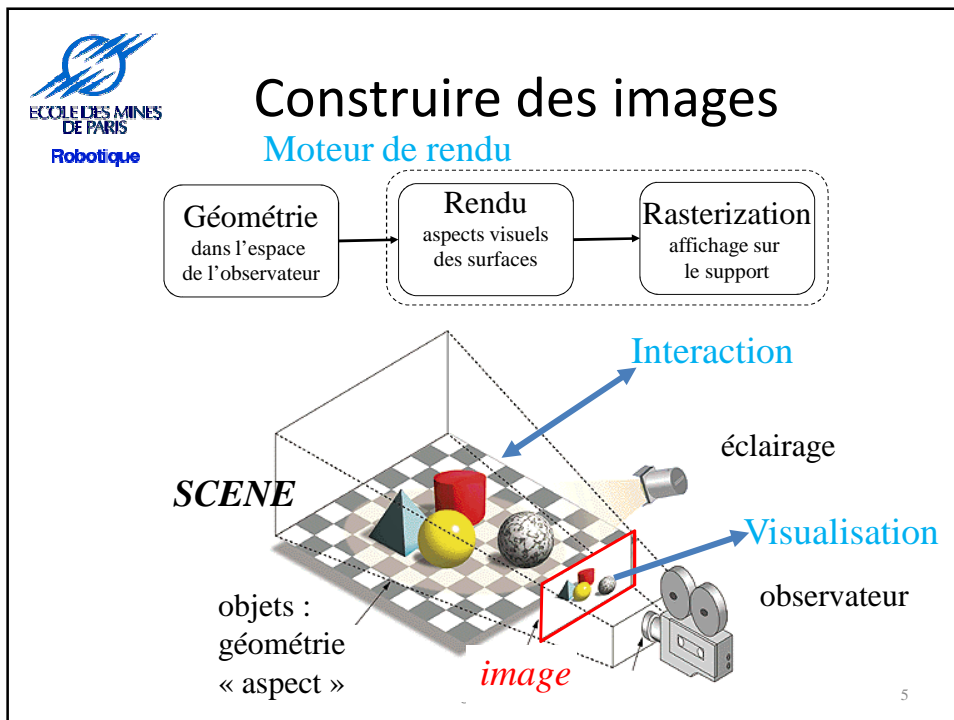 ECOLE DES MINES
DE PARIS
Robotique
Construire des images
Moteur de rendu
Géométrie
dans l'espace
de l'observateur
Rendu
aspects visuels
des surfaces
Rasterization
affichage sur
le support
Interaction
éclairage
SCENE
Visualisation
observateur
objets :
géométrie
« aspect »
image
5